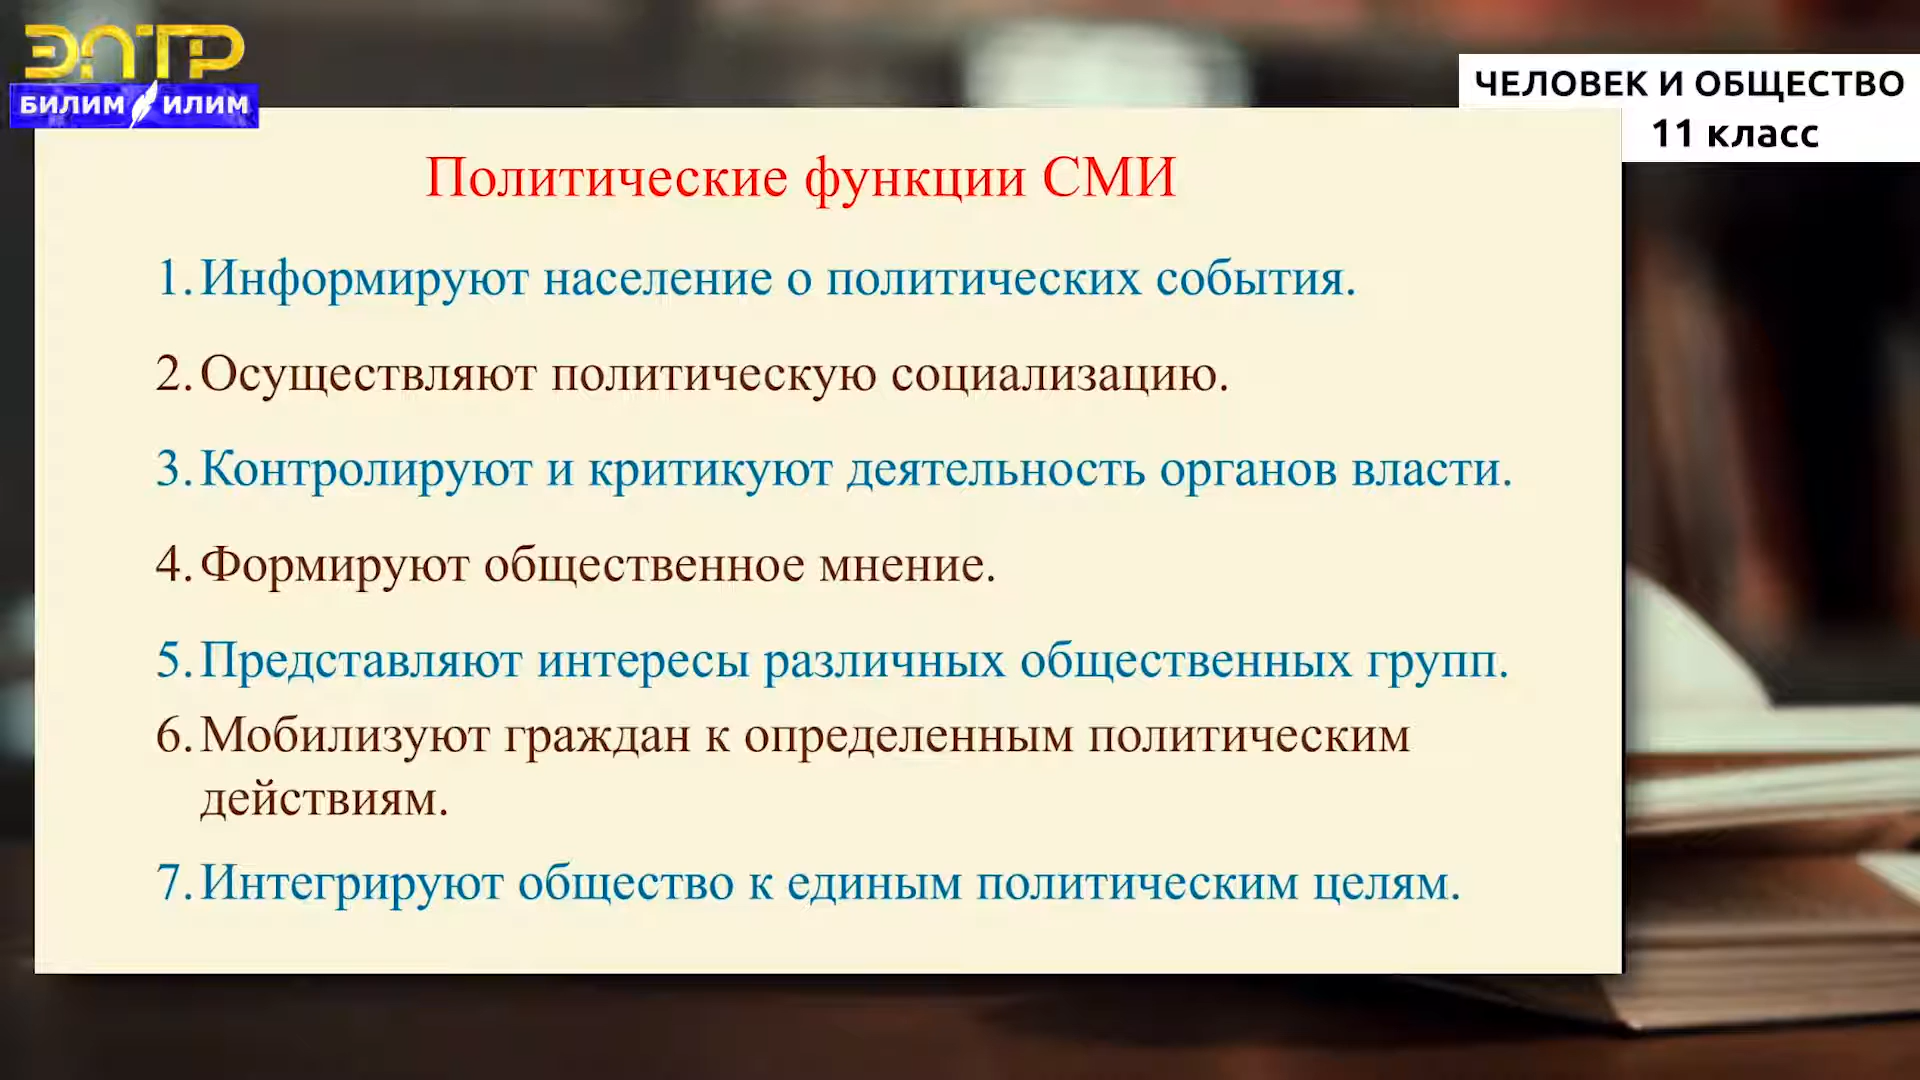 ЭЛТР
БИЛИМ ИЛИМ
ЧЕЛОВЕК И ОБЩЕСТВО
11 класс
Политические функции СМИ
1. Информируют население о политических события.
2. Осуществляют политическую социализацию.
3. Контролируют и критикуют деятельность органов власти.
4. Формируют общественное мнение.
5. Представляют интересы различных общественных групп.
6. Мобилизуют граждан к определенным политическим
действиям.
7. Интегрируют общество к единым политическим целям.